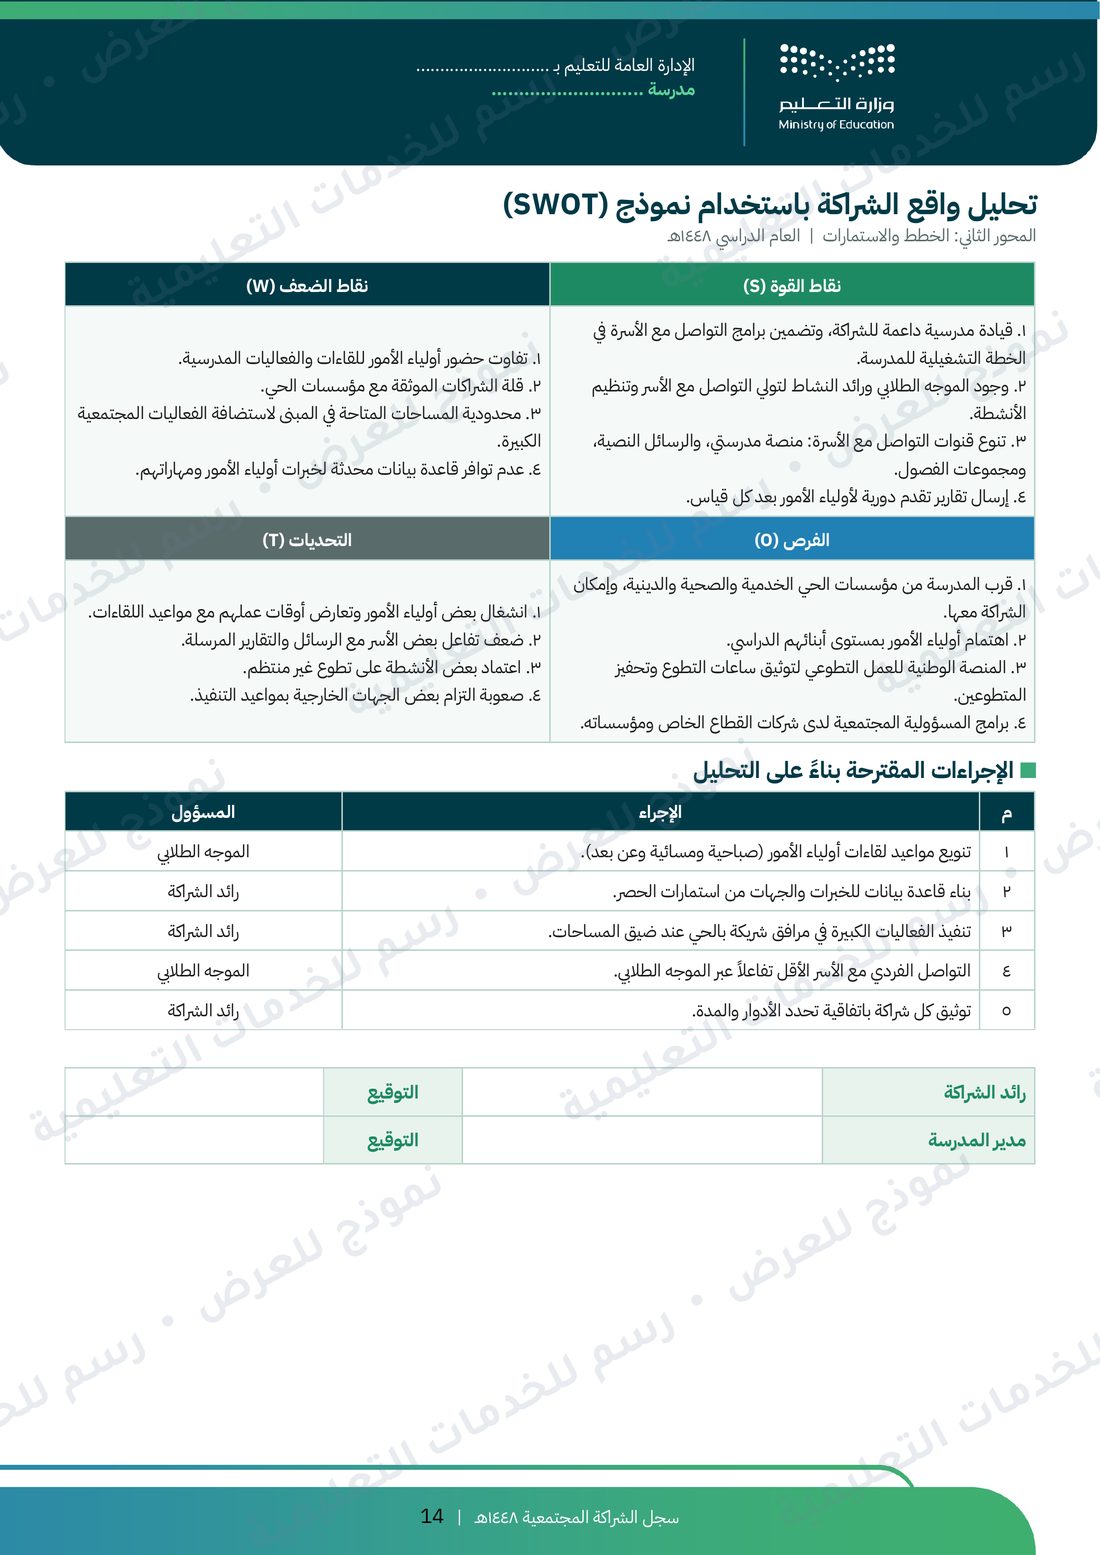 وزارة التعليم
Ministry of Education
الإدارة العامة للتعليم بـ ............................
مدرسة ............................
تحليل واقع الشراكة باستخدام نموذج (SWOT)
المحور الثاني: الخطط والاستمارات | العام الدراسي ١٤٤٨هـ
نقاط القوة (S)
١. قيادة مدرسية داعمة للشراكة، وتضمين برامج التواصل مع الأسرة في
الخطة التشغيلية للمدرسة.
٢. وجود الموجه الطلابي ورائد النشاط لتولي التواصل مع الأسر وتنظيم
الأنشطة.
٣. تنوع قنوات التواصل مع الأسرة: منصة مدرستي، والرسائل النصية،
ومجموعات الفصول.
٤. إرسال تقارير تقدم دورية لأولياء الأمور بعد كل قياس.
نقاط الضعف (W)
١. تفاوت حضور أولياء الأمور للقاءات والفعاليات المدرسية.
٢. قلة الشراكات الموثقة مع مؤسسات الحي.
٣. محدودية المساحات المتاحة في المبنى لاستضافة الفعاليات المجتمعية
الكبيرة.
٤. عدم توافر قاعدة بيانات محدثة لخبرات أولياء الأمور ومهاراتهم.
الفرص (O)
١. قرب المدرسة من مؤسسات الحي الخدمية والصحية والدينية، وإمكان
الشراكة معها.
٢. اهتمام أولياء الأمور بمستوى أبنائهم الدراسي.
٣. المنصة الوطنية للعمل التطوعي لتوثيق ساعات التطوع وتحفيز
المتطوعين.
٤. برامج المسؤولية المجتمعية لدى شركات القطاع الخاص ومؤسساته.
التحديات (T)
١. انشغال بعض أولياء الأمور وتعارض أوقات عملهم مع مواعيد اللقاءات.
٢. ضعف تفاعل بعض الأسر مع الرسائل والتقارير المرسلة.
٣. اعتماد بعض الأنشطة على تطوع غير منتظم.
٤. صعوبة التزام بعض الجهات الخارجية بمواعيد التنفيذ.
الإجراءات المقترحة بناءً على التحليل
م الإجراء المسؤول
١ تنويع مواعيد لقاءات أولياء الأمور (صباحية ومسائية وعن بعد). الموجه الطلابي
٢ بناء قاعدة بيانات للخبرات والجهات من استمارات الحصر. رائد الشراكة
٣ تنفيذ الفعاليات الكبيرة في مرافق شريكة بالحي عند ضيق المساحات. رائد الشراكة
٤ التواصل الفردي مع الأسر الأقل تفاعلاً عبر الموجه الطلابي. الموجه الطلابي
٥ توثيق كل شراكة باتفاقية تحدد الأدوار والمدة. رائد الشراكة
رائد الشراكة التوقيع
مدير المدرسة التوقيع
سجل الشراكة المجتمعية ١٤٤٨هـ | 14
نموذج للعرض • رسم للخدمات التعليمية